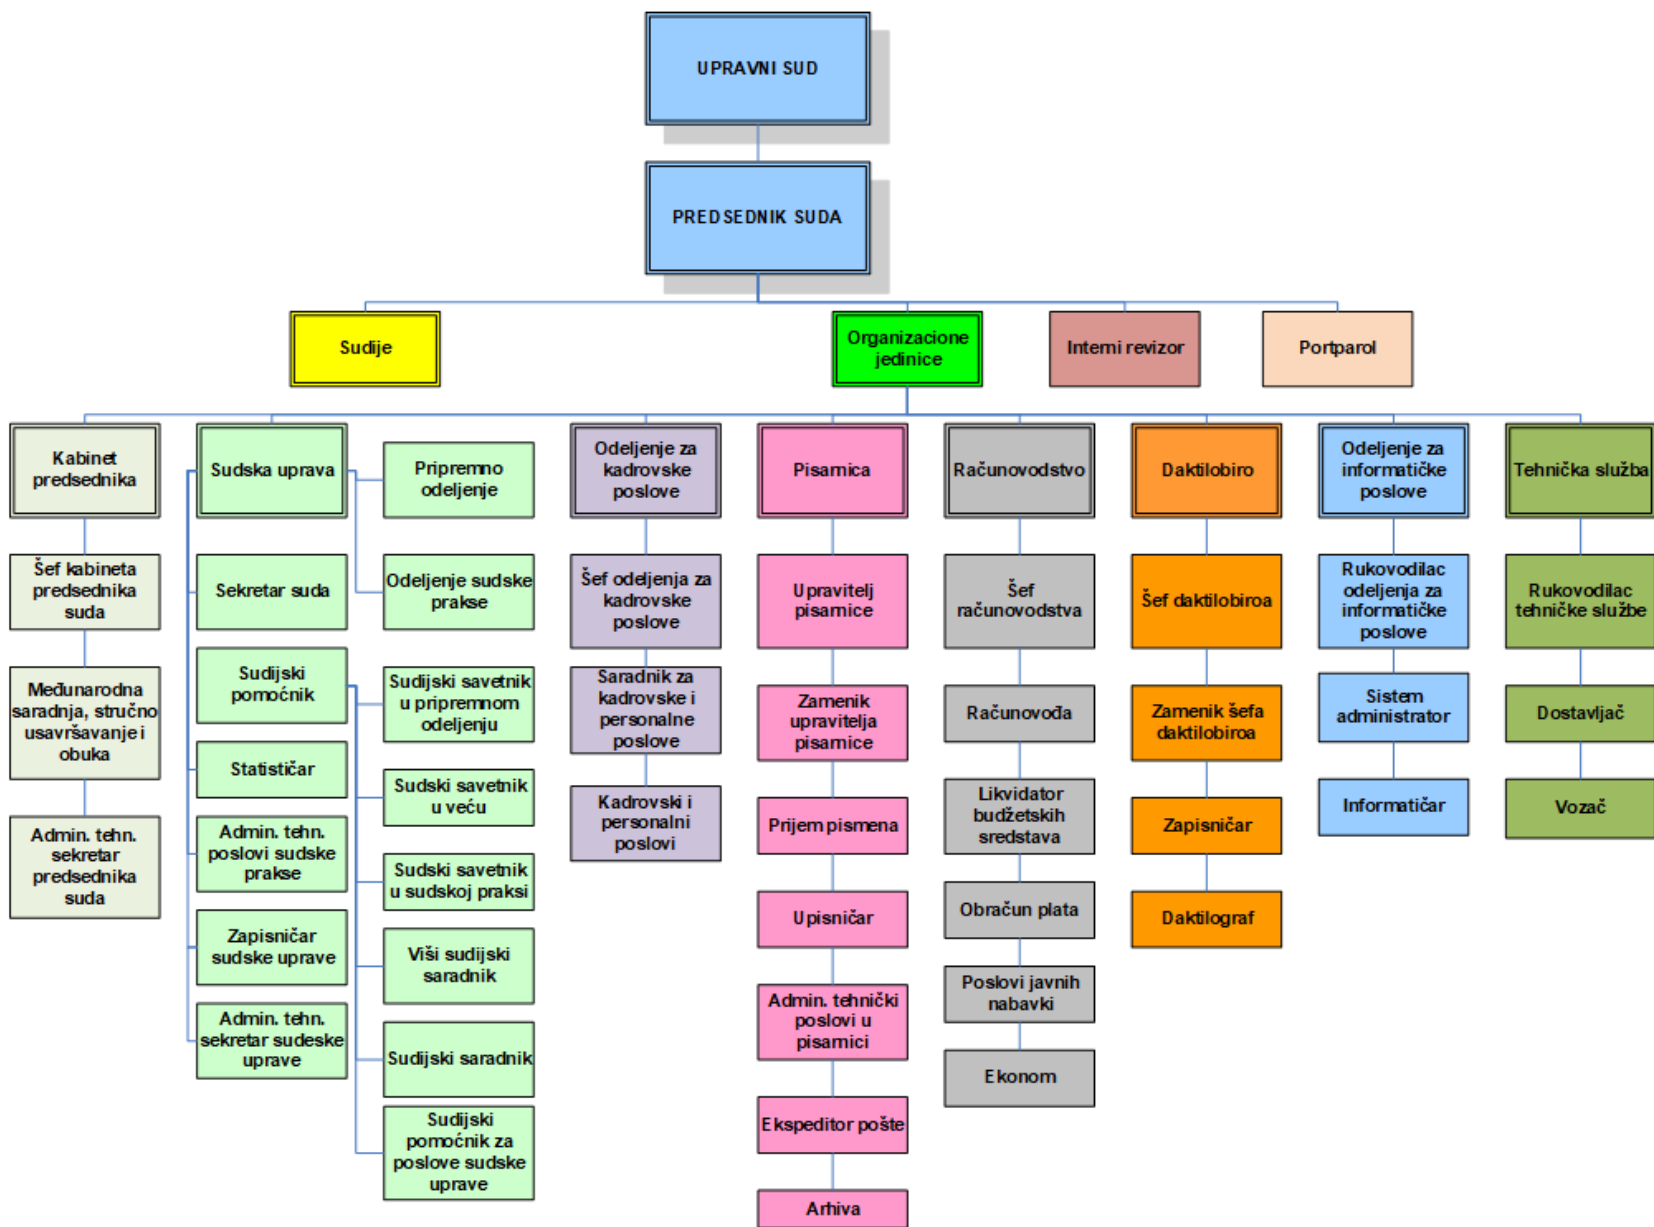 UPRAVNI SUD
PREDSEDNIK SUDA
Sudije
Organizacione
jedinice
Interni revizor
Portparol
Kabinet
predsednika
Šef kabineta
predsednika
suda
Međunarodna
saradnja, stručno
usavršavanje i
obuka
Admin. tehn.
sekretar
predsednika
suda
Sudska uprava
Sekretar suda
Sudijski
pomoćnik
Statističar
Admin. tehn.
poslovi sudske
prakse
Zapisničar
sudske uprave
Admin. tehn.
sekretar sudeske
uprave
Pripremno
odeljenje
Odeljenje sudske
prakse
Sudijski savetnik
u pripremnom
odeljenju
Sudski savetnik
u veću
Sudski savetnik
u sudskoj praksi
Viši sudijski
saradnik
Sudijski saradnik
Sudijski
pomoćnik za
poslove sudske
uprave
Odeljenje za
kadrovske
poslove
Šef odeljenja za
kadrovske
poslove
Saradnik za
kadrovske i
personalne
poslove
Kadrovski i
personalni
poslovi
Pisarnica
Upravitelj
pisarnice
Zamenik
upravitelja
pisarnice
Prijem pismena
Upisničar
Admin. tehnički
poslovi u
pisarnici
Ekspeditor pošte
Arhiva
Računovodstvo
Šef
računovodstva
Računovođa
Likvidator
budžetskih
sredstava
Obračun plata
Poslovi javnih
nabavki
Ekonom
Daktilobiro
Šef daktilobiroa
Zamenik šefa
daktilobiroa
Zapisničar
Daktilograf
Odeljenje za
informatičke
poslove
Rukovodilac
odeljenja za
informatičke
poslove
Sistem
administrator
Informatičar
Tehnička služba
Rukovodilac
tehničke službe
Dostavljač
Vozač